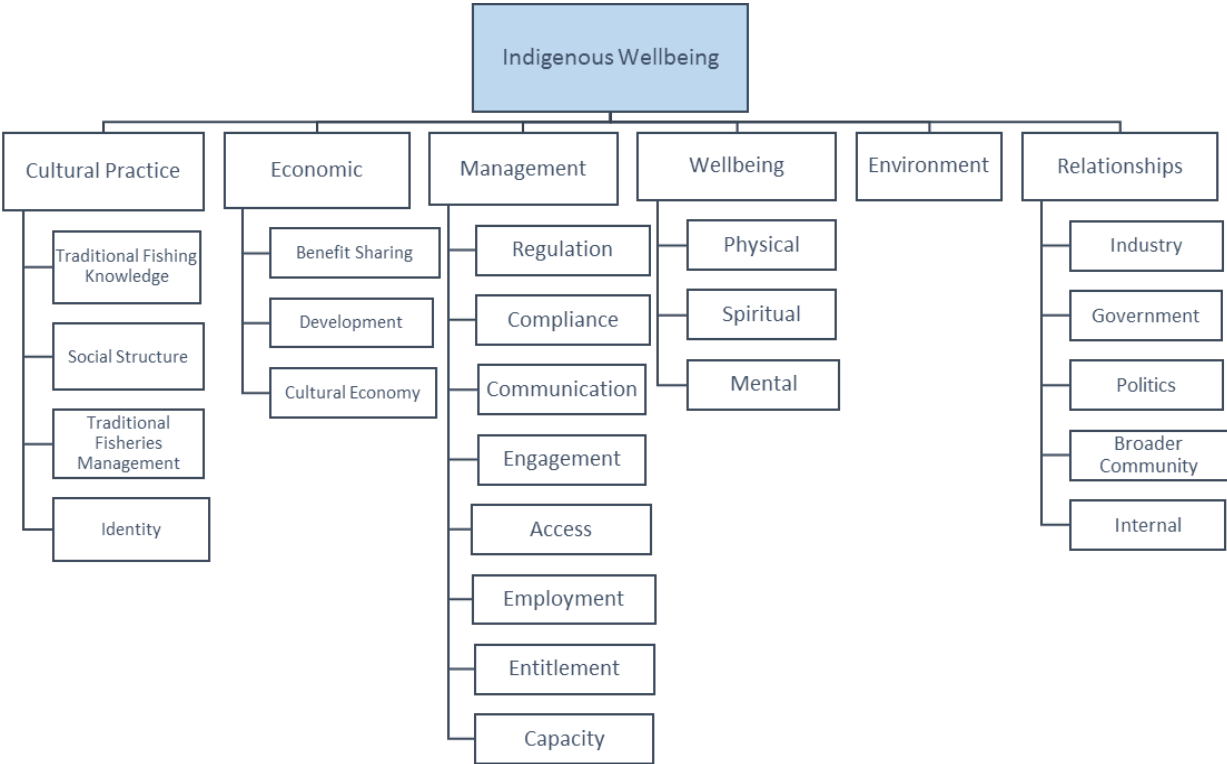 Indigenous Wellbeing
Cultural Practice
Traditional Fishing
Knowledge
Social Structure
Traditional
Fisheries
Management
Identity
Economic
Benefit Sharing
Development
Cultural Economy
Management
Regulation
Compliance
Communication
Engagement
Access
Employment
Entitlement
Capacity
Wellbeing
Physical
Spiritual
Mental
Environment
Relationships
Industry
Government
Politics
Broader
Community
Internal